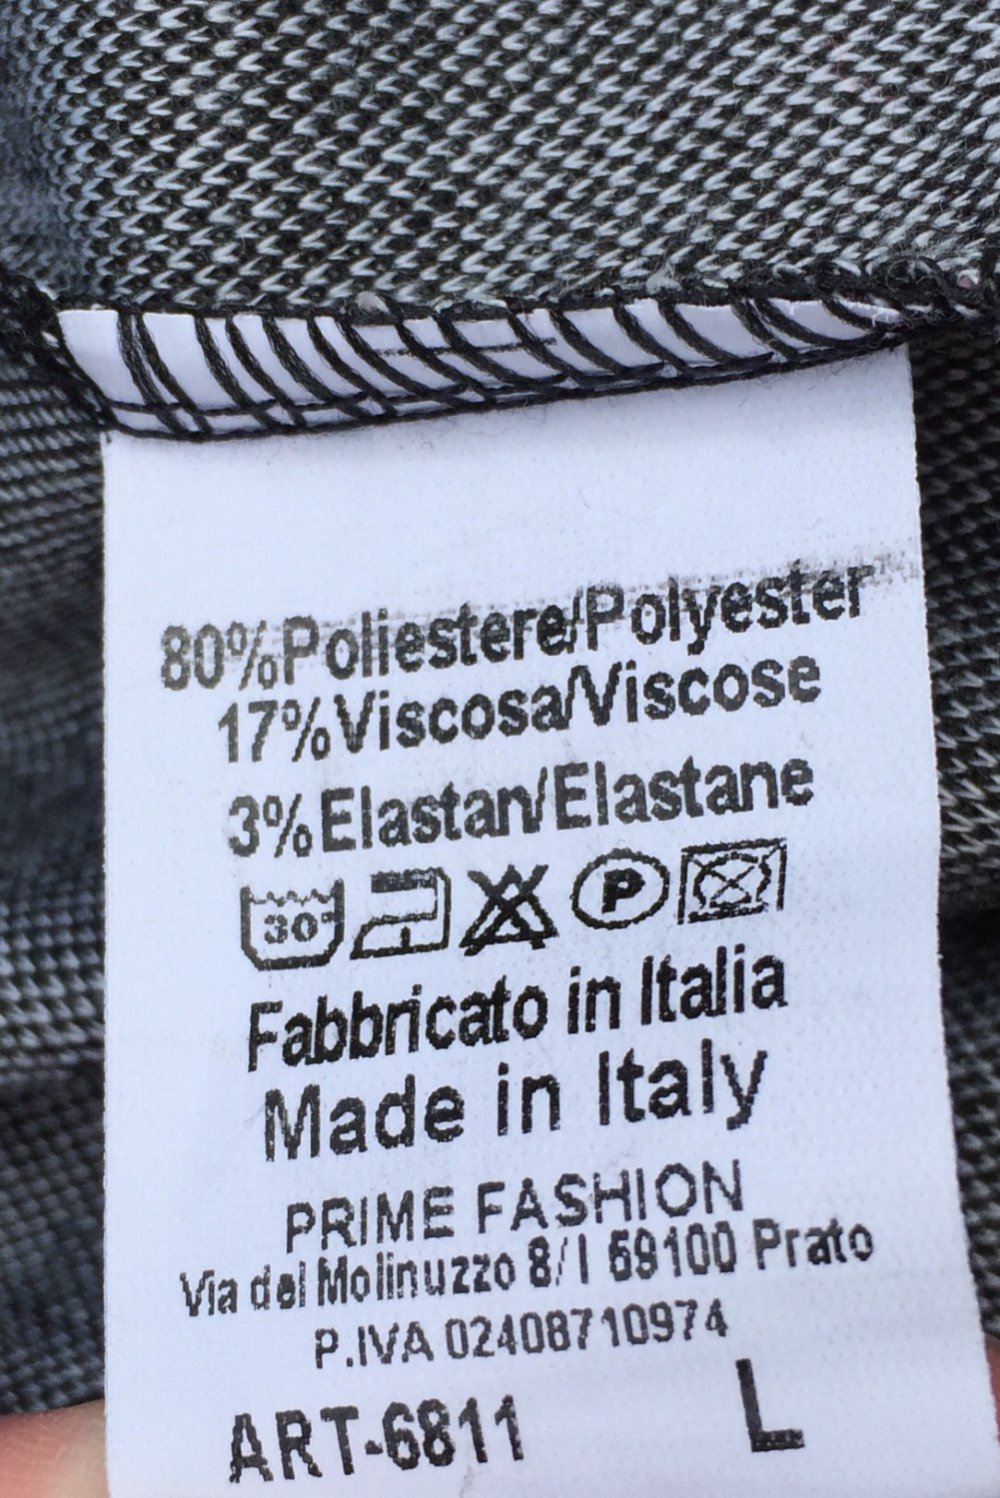 80%Poliestere/Polyester
17%Viscosa/Viscose
3%Elastan/Elastane
30° P
Fabbricato in Italia
Made in Italy
PRIME FASHION
Via del Molinuzzo 8/I 59100 Prato
P.IVA 02408710974
ART-6811 L